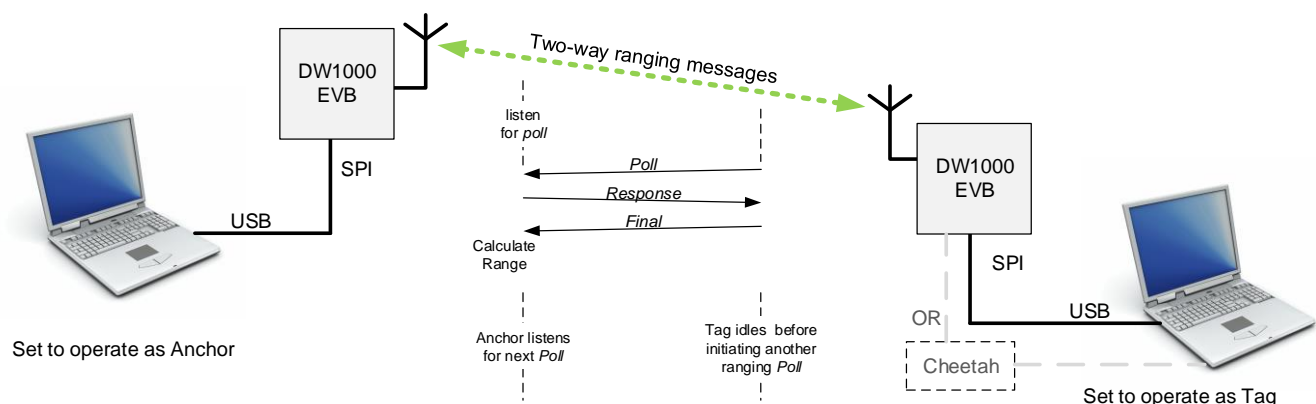 Two-way ranging messages
DW1000
EVB
listen
for poll
SPI
USB
Poll
Response
Final
Calculate
Range
DW1000
EVB
SPI
USB
OR
Cheetah
Set to operate as Anchor
Anchor listens
for next Poll
Tag idles before
initiating another
ranging Poll
Set to operate as Tag